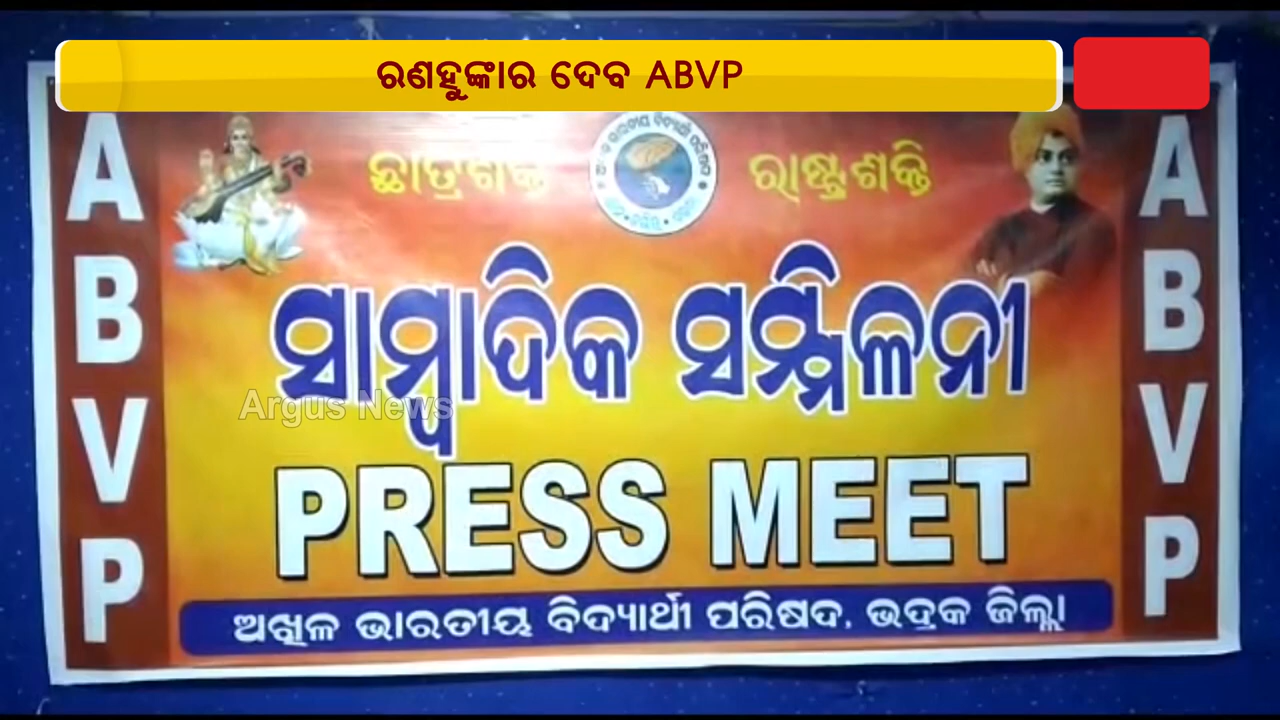 ରଣହୁଙ୍କାର ଦେବ ABVP
ଛାତ୍ରଶକ୍ତି ରାଷ୍ଟ୍ରଶକ୍ତି
ସାମ୍ବାଦିକ ସମ୍ମିଳନୀ
Argus News
PRESS MEET
ଅଖିଳ ଭାରତୀୟ ବିଦ୍ୟାର୍ଥୀ ପରିଷଦ, ଭଦ୍ରକ ଜିଲ୍ଲା
ABVP
ABVP